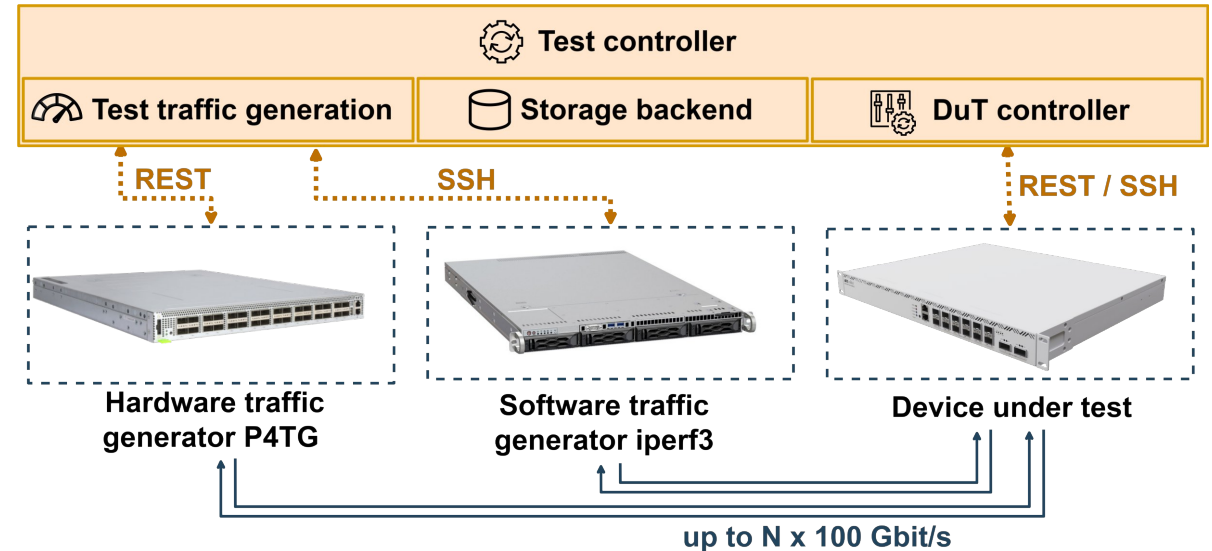 Test controller
Test traffic generation
Storage backend
DuT controller
REST
SSH
REST / SSH
Hardware traffic
generator P4TG
Software traffic
generator iperf3
Device under test
up to N x 100 Gbit/s